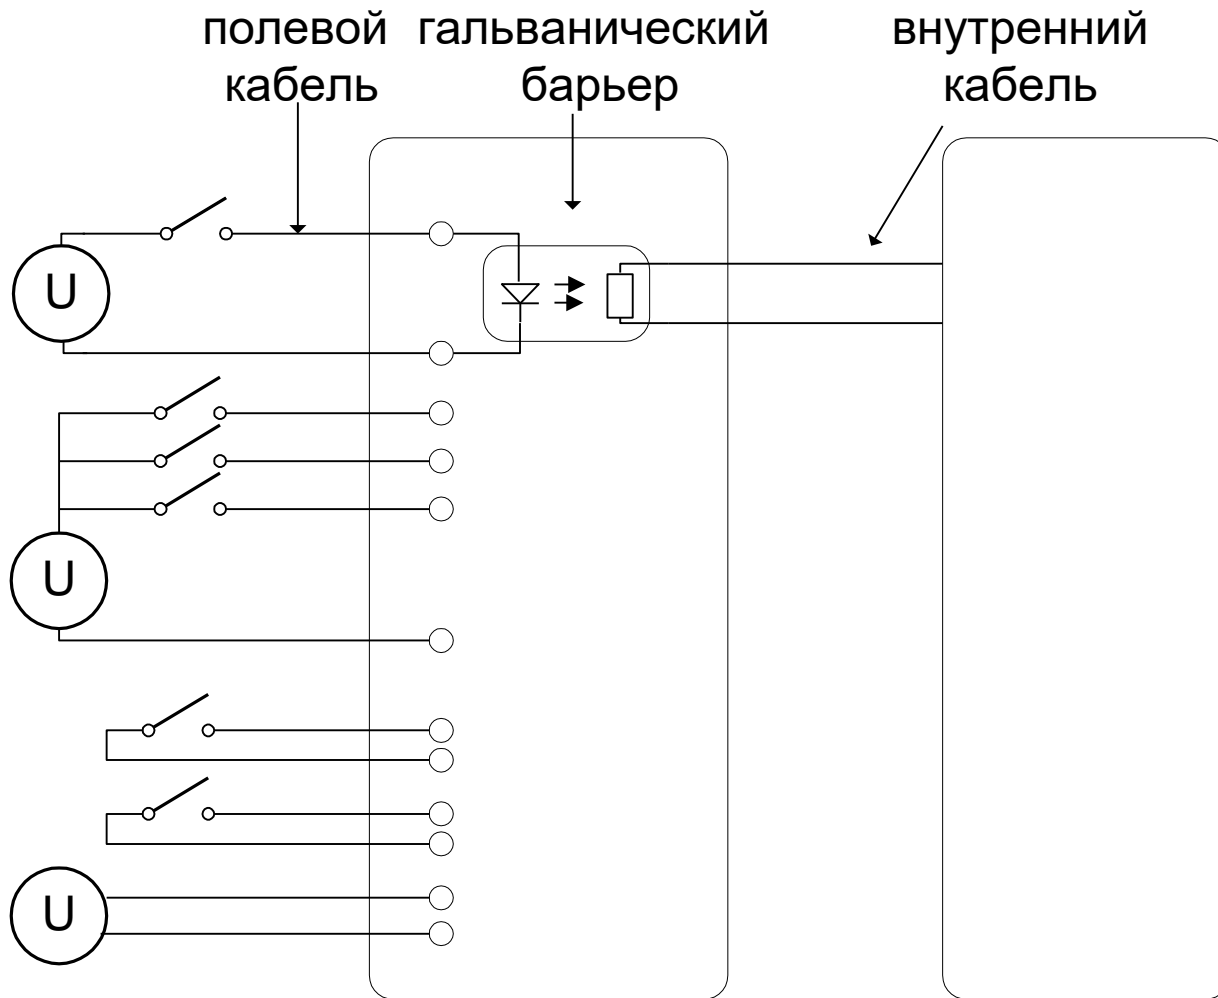 полевой
кабель
гальванический
барьер
внутренний
кабель
U
U
U